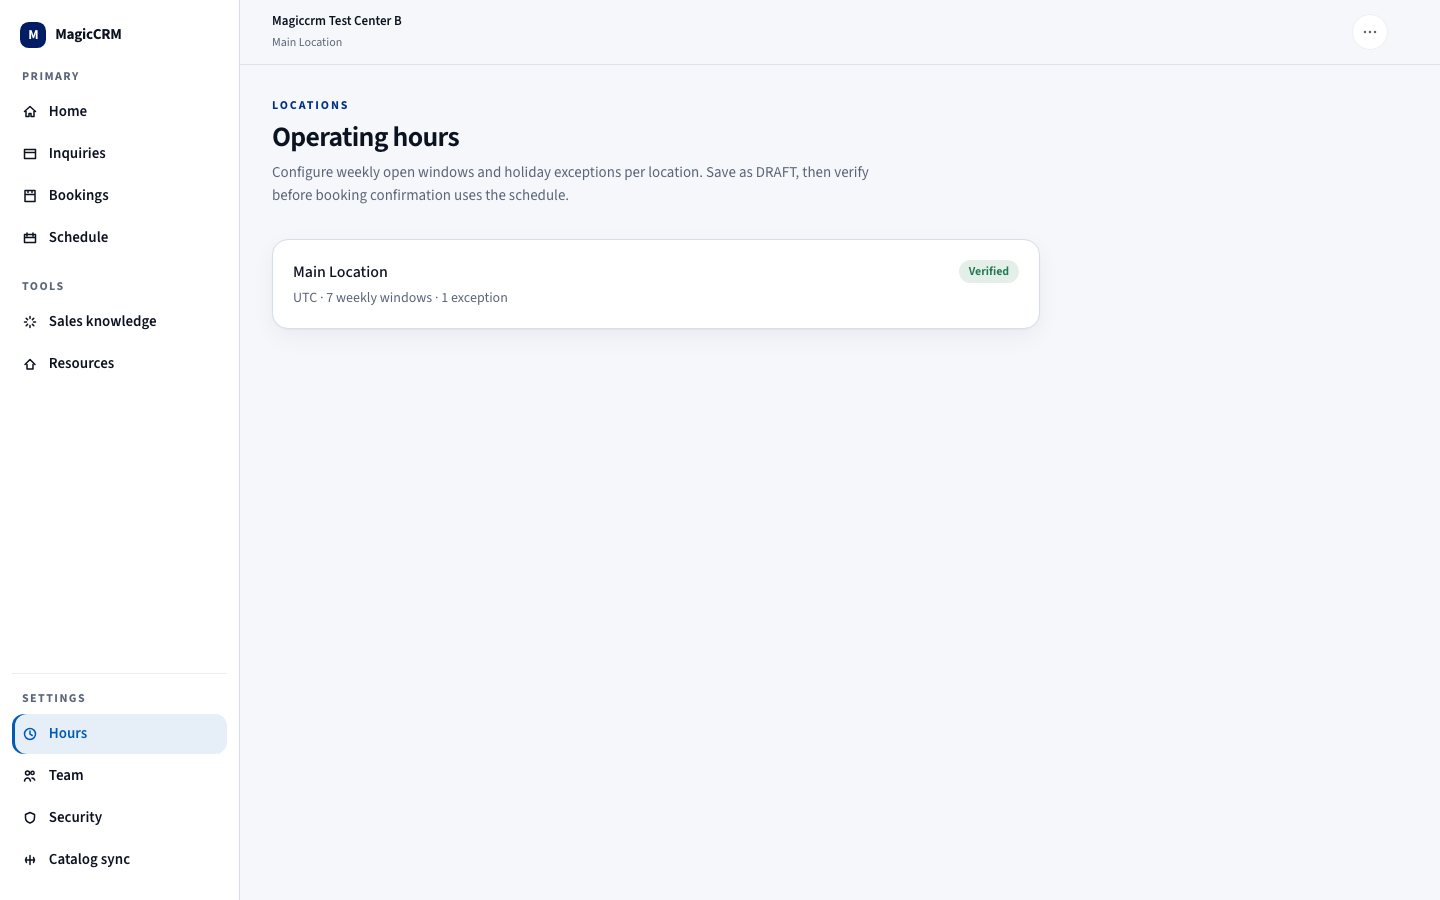 M MagicCRM
PRIMARY
Home
Inquiries
Bookings
Schedule
TOOLS
Sales knowledge
Resources
SETTINGS
Hours
Team
Security
Catalog sync
Magiccrm Test Center B
Main Location
LOCATIONS
Operating hours
Configure weekly open windows and holiday exceptions per location. Save as DRAFT, then verify
before booking confirmation uses the schedule.
Main Location
Verified
UTC · 7 weekly windows · 1 exception